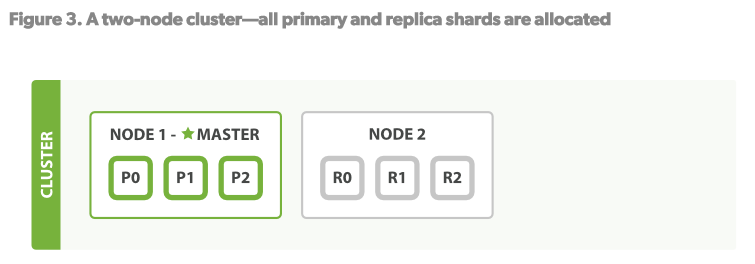 Figure 3. A two-node cluster—all primary and replica shards are allocated
CLUSTER
NODE 1 - ★ MASTER
P0 P1 P2
NODE 2
R0 R1 R2